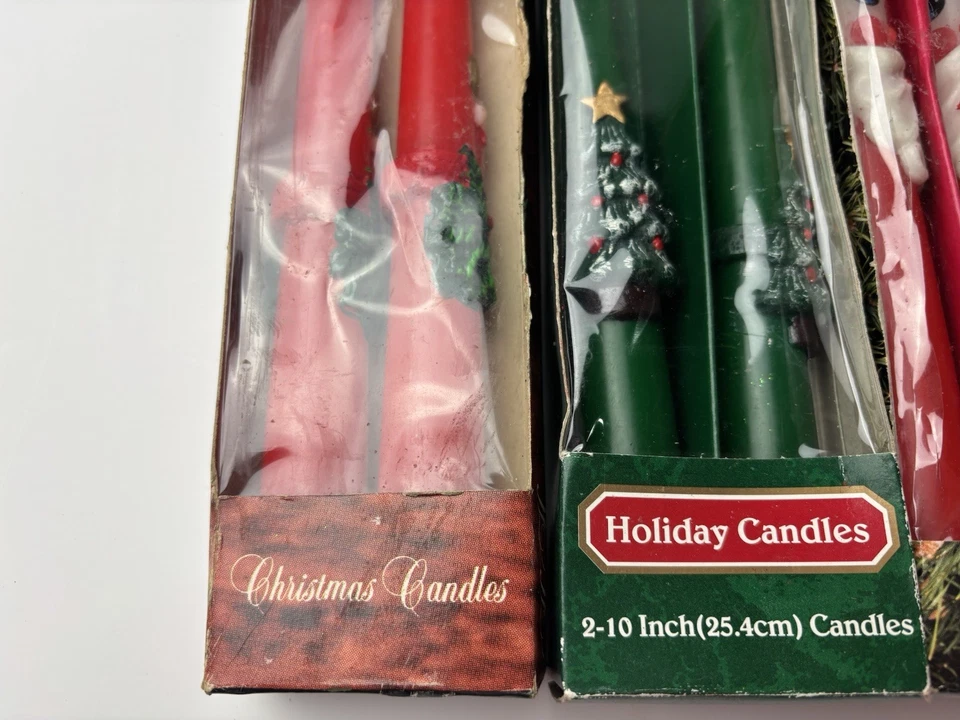 Christmas Candles
Holiday Candles
2-10 Inch(25.4cm) Candles